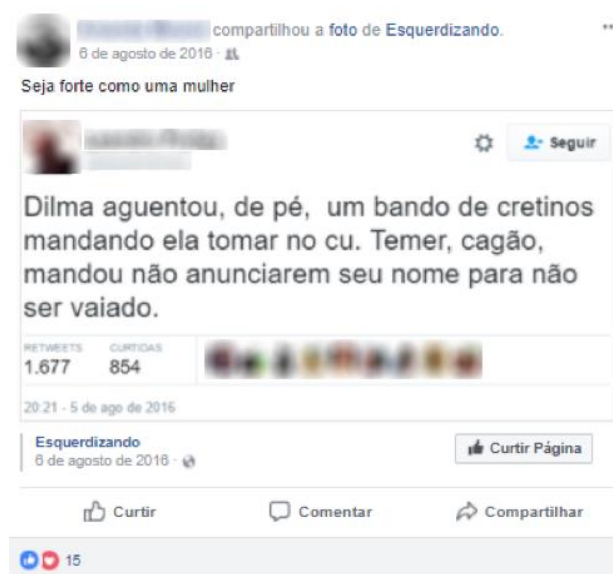 compartilhou a foto de Esquerdizando.
6 de agosto de 2016 ·
Seja forte como uma mulher
Seguir
Dilma aguentou, de pé, um bando de cretinos
mandando ela tomar no cu. Temer, cagão,
mandou não anunciarem seu nome para não
ser vaiado.
RETWEETS CURTIDAS
1.677 854
20:21 - 5 de ago de 2016
Esquerdizando
6 de agosto de 2016 ·
Curtir Página
Curtir Comentar Compartilhar
15